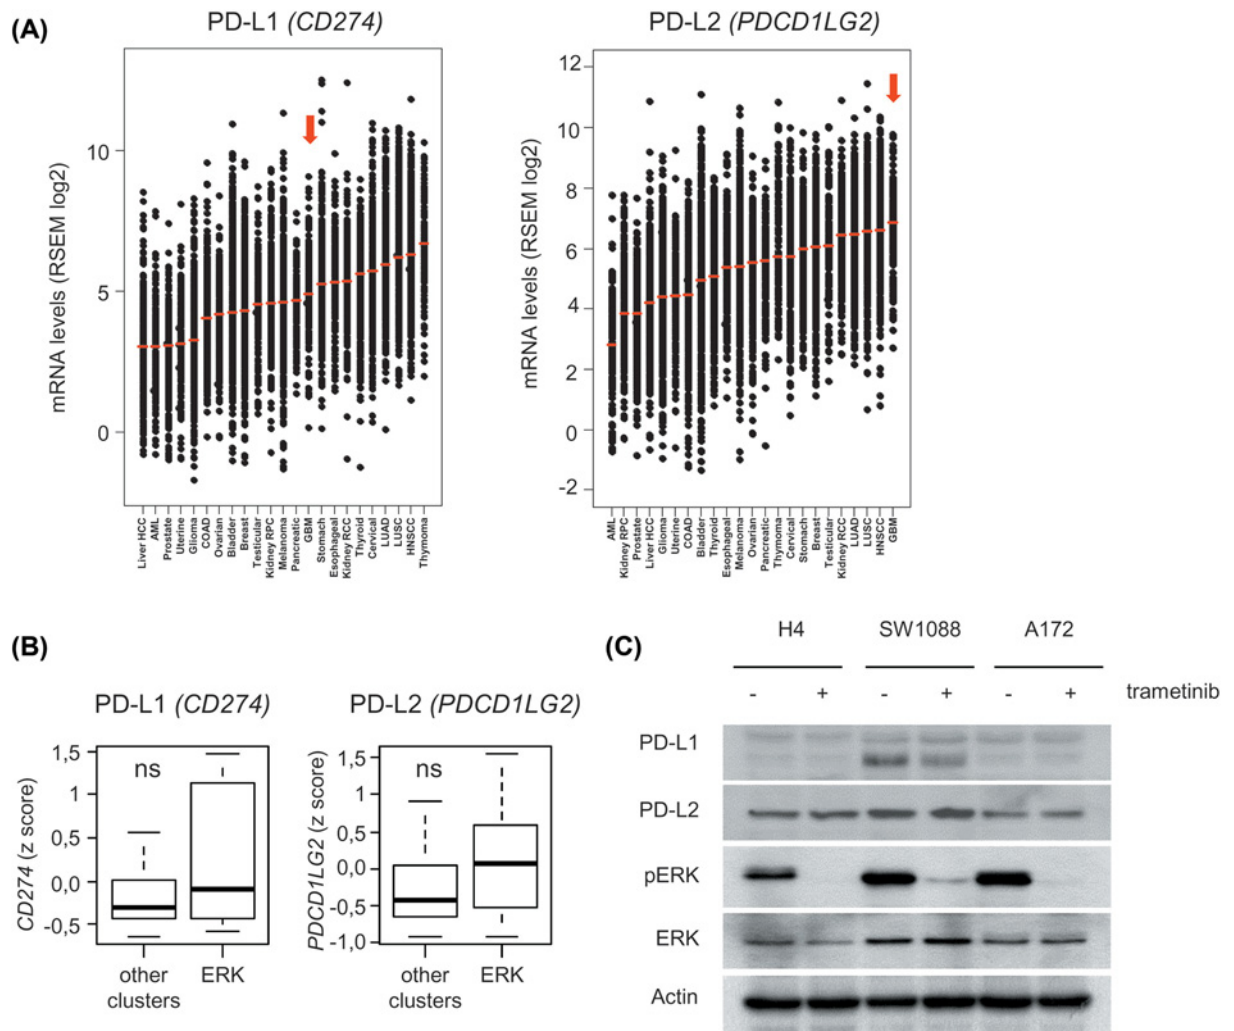 (A)
PD-L1 (CD274)
PD-L2 (PDCD1LG2)
mRNA levels (RSEM log2)
10
5
0
Liver HCC
AML
Prostate
Uterine
Glioma
COAD
Ovarian
Bladder
Breast
Testicular
Kidney RPC
Melanoma
Pancreatic
GBM
Stomach
Esophageal
Kidney RCC
Thyroid
Cervical
LUAD
LUSC
HNSCC
Thymoma
mRNA levels (RSEM log2)
12
10
8
6
4
2
0
-2
AML
Kidney RPC
Prostate
Liver HCC
Glioma
Uterine
COAD
Bladder
Thyroid
Esophageal
Melanoma
Ovarian
Pancreatic
Thymoma
Cervical
Stomach
Breast
Testicular
Kidney RCC
LUAD
LUSC
HNSCC
GBM
(B)
PD-L1 (CD274)
CD274 (z score)
1,5
1,0
0,5
0,0
-0,5
ns
other
clusters
ERK
PD-L2 (PDCD1LG2)
PDCD1LG2 (z score)
1,5
1,0
0,5
0,0
-0,5
-1,0
ns
other
clusters
ERK
(C)
H4 SW1088 A172
- + - + - + trametinib
PD-L1
PD-L2
pERK
ERK
Actin